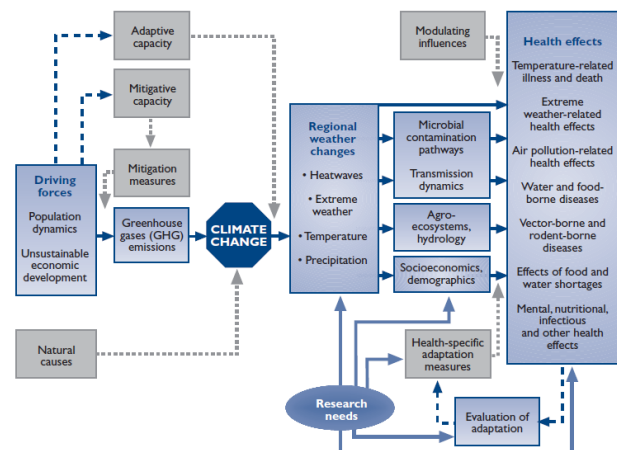 Adaptive
capacity
Modulating
influences
Health effects
Temperature-related
illness and death
Extreme
weather-related
health effects
Air pollution-related
health effects
Water and food-
borne diseases
Vector-borne and
rodent-borne
diseases
Effects of food and
water shortages
Mental, nutritional,
infectious
and other health
effects
Mitigative
capacity
Mitigation
measures
Driving
forces
Population
dynamics
Unsustainable
economic
development
Greenhouse
gases (GHG)
emissions
CLIMATE
CHANGE
Regional
weather
changes
• Heatwaves
• Extreme
weather
• Temperature
• Precipitation
Microbial
contamination
pathways
Transmission
dynamics
Agro-
ecosystems,
hydrology
Socioeconomics,
demographics
Natural
causes
Health-specific
adaptation
measures
Research
needs
Evaluation of
adaptation